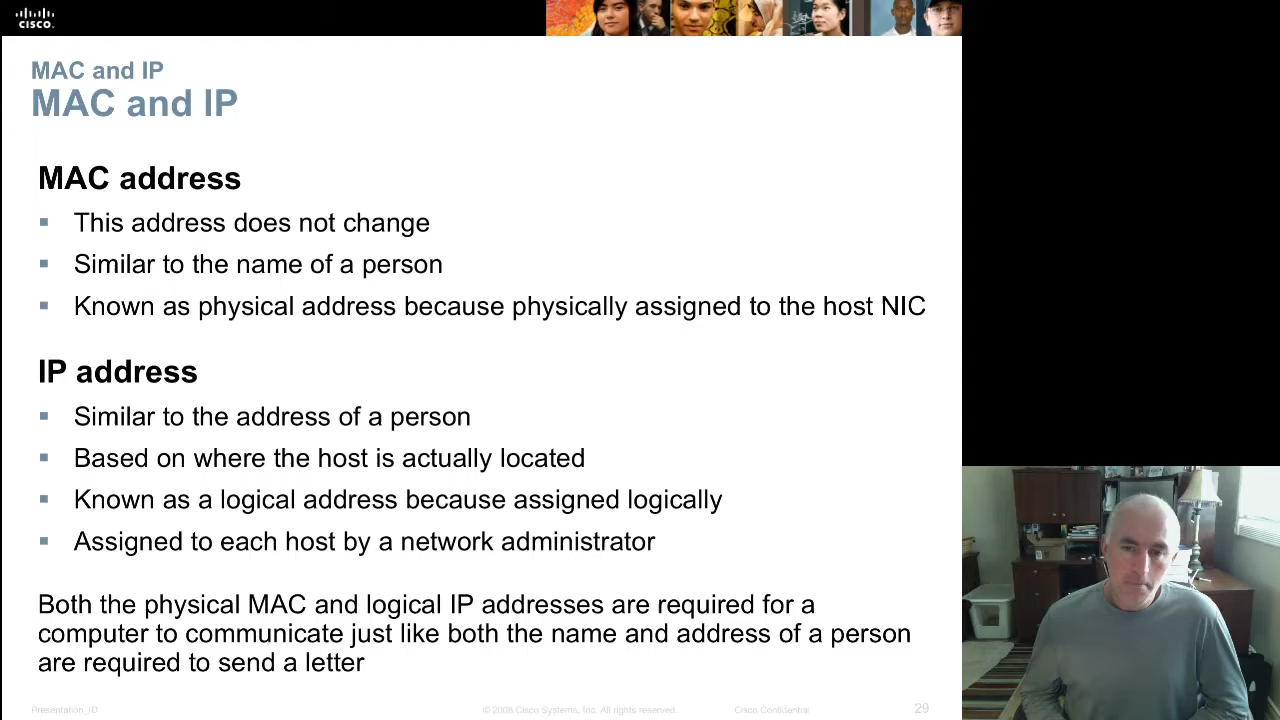 CISCO
MAC and IP
MAC and IP
MAC address
▪ This address does not change
▪ Similar to the name of a person
▪ Known as physical address because physically assigned to the host NIC
IP address
▪ Similar to the address of a person
▪ Based on where the host is actually located
▪ Known as a logical address because assigned logically
▪ Assigned to each host by a network administrator
Both the physical MAC and logical IP addresses are required for a
computer to communicate just like both the name and address of a person
are required to send a letter
Presentation_ID © 2008 Cisco Systems, Inc. All rights reserved. Cisco Confidential 29